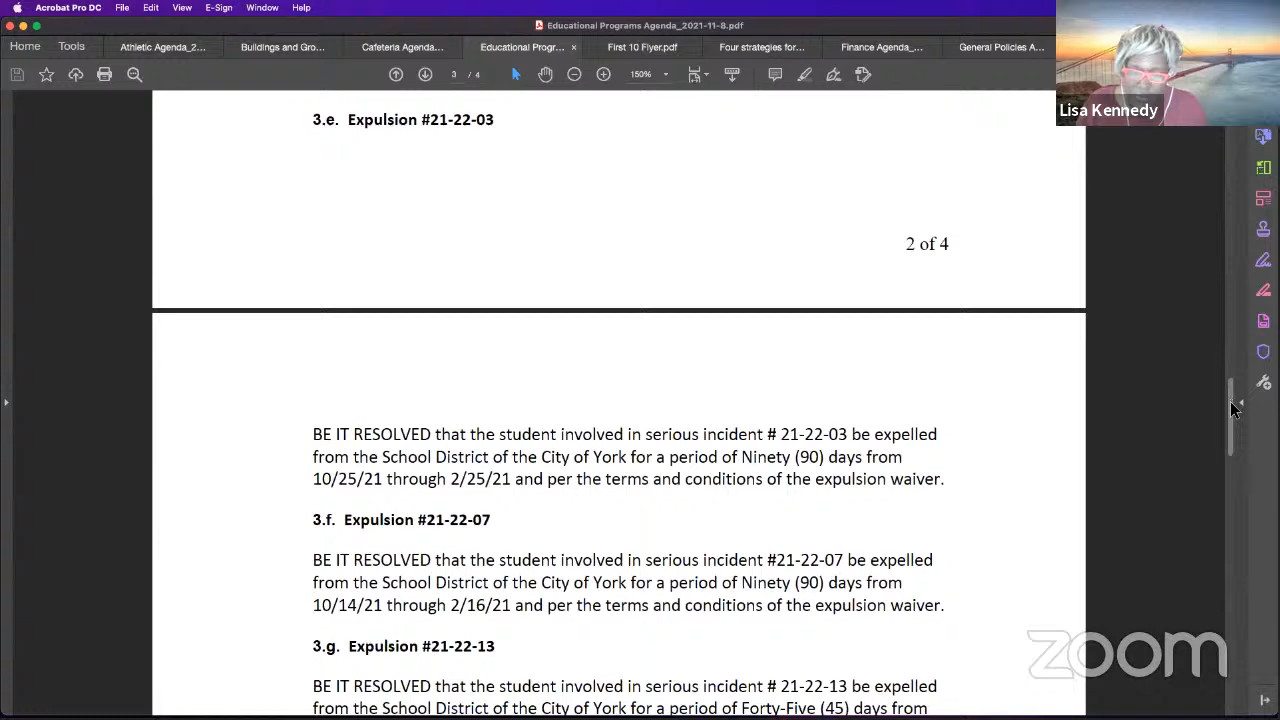 Acrobat Pro DC File Edit View E-Sign Window Help
Educational Programs Agenda_2021-11-8.pdf
Home Tools Athletic Agenda_2... Buildings and Gro... Cafeteria Agenda... Educational Progr... × First 10 Flyer.pdf Four strategies for... Finance Agenda_... General Policies A...
3 / 4 150%
Lisa Kennedy
3.e. Expulsion #21-22-03
2 of 4
BE IT RESOLVED that the student involved in serious incident # 21-22-03 be expelled
from the School District of the City of York for a period of Ninety (90) days from
10/25/21 through 2/25/21 and per the terms and conditions of the expulsion waiver.
3.f. Expulsion #21-22-07
BE IT RESOLVED that the student involved in serious incident #21-22-07 be expelled
from the School District of the City of York for a period of Ninety (90) days from
10/14/21 through 2/16/21 and per the terms and conditions of the expulsion waiver.
3.g. Expulsion #21-22-13
BE IT RESOLVED that the student involved in serious incident # 21-22-13 be expelled
from the School District of the City of York for a period of Forty-Five (45) days from
zoom